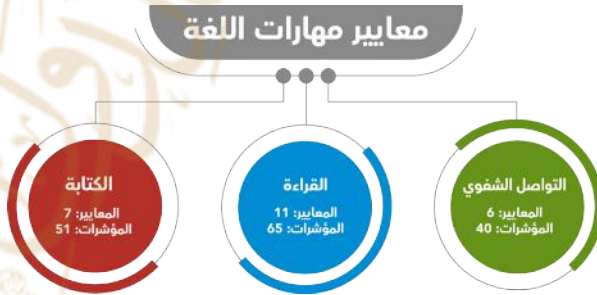 معايير مهارات اللغة
التواصل الشفوي
المعايير: 6
المؤشرات: 40
القراءة
المعايير: 11
المؤشرات: 65
الكتابة
المعايير: 7
المؤشرات: 51